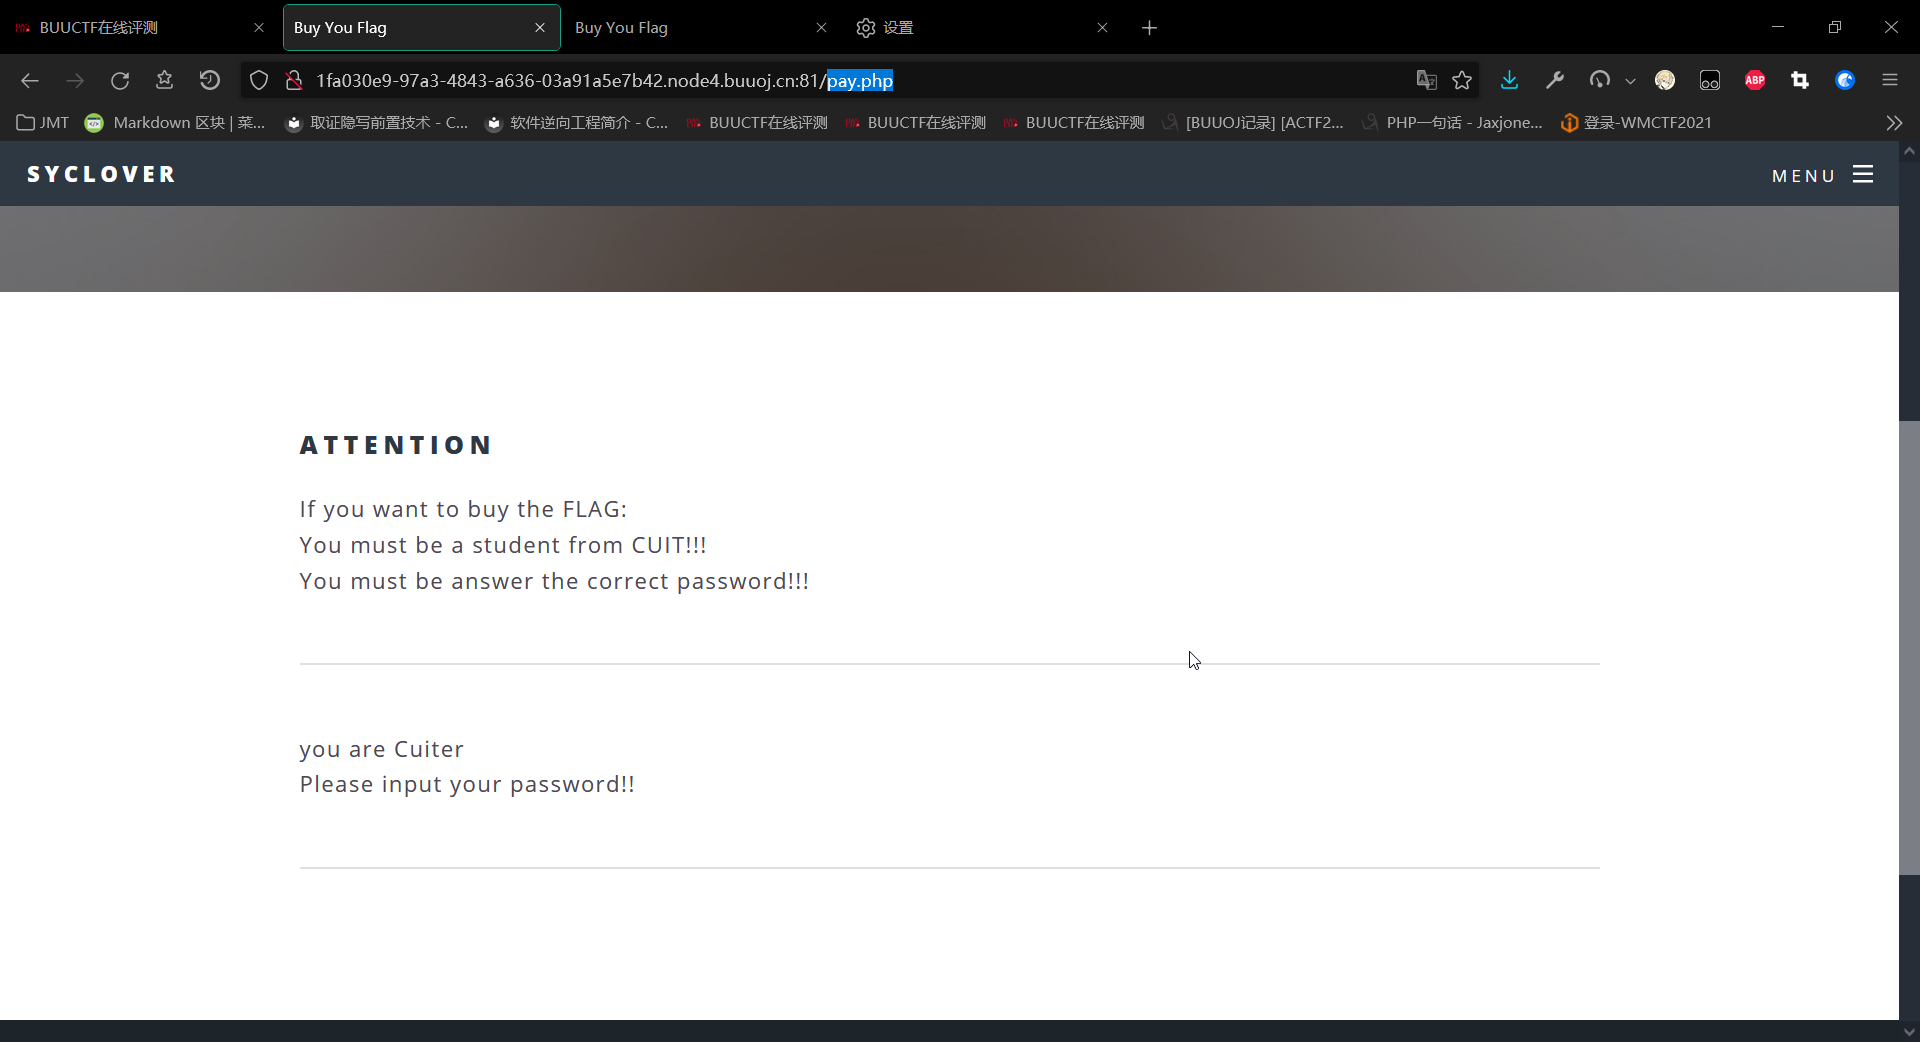 BUUCTF在线评测
Buy You Flag
Buy You Flag
设置
1fa030e9-97a3-4843-a636-03a91a5e7b42.node4.buuoj.cn:81/pay.php
ABP
JMT
Markdown 区块 | 菜...
取证隐写前置技术 - C...
软件逆向工程简介 - C...
BUUCTF在线评测
BUUCTF在线评测
BUUCTF在线评测
[BUUOJ记录] [ACTF2...
PHP一句话 - Jaxjone...
登录-WMCTF2021
SYCLOVER
MENU
ATTENTION
If you want to buy the FLAG:
You must be a student from CUIT!!!
You must be answer the correct password!!!
you are Cuiter
Please input your password!!